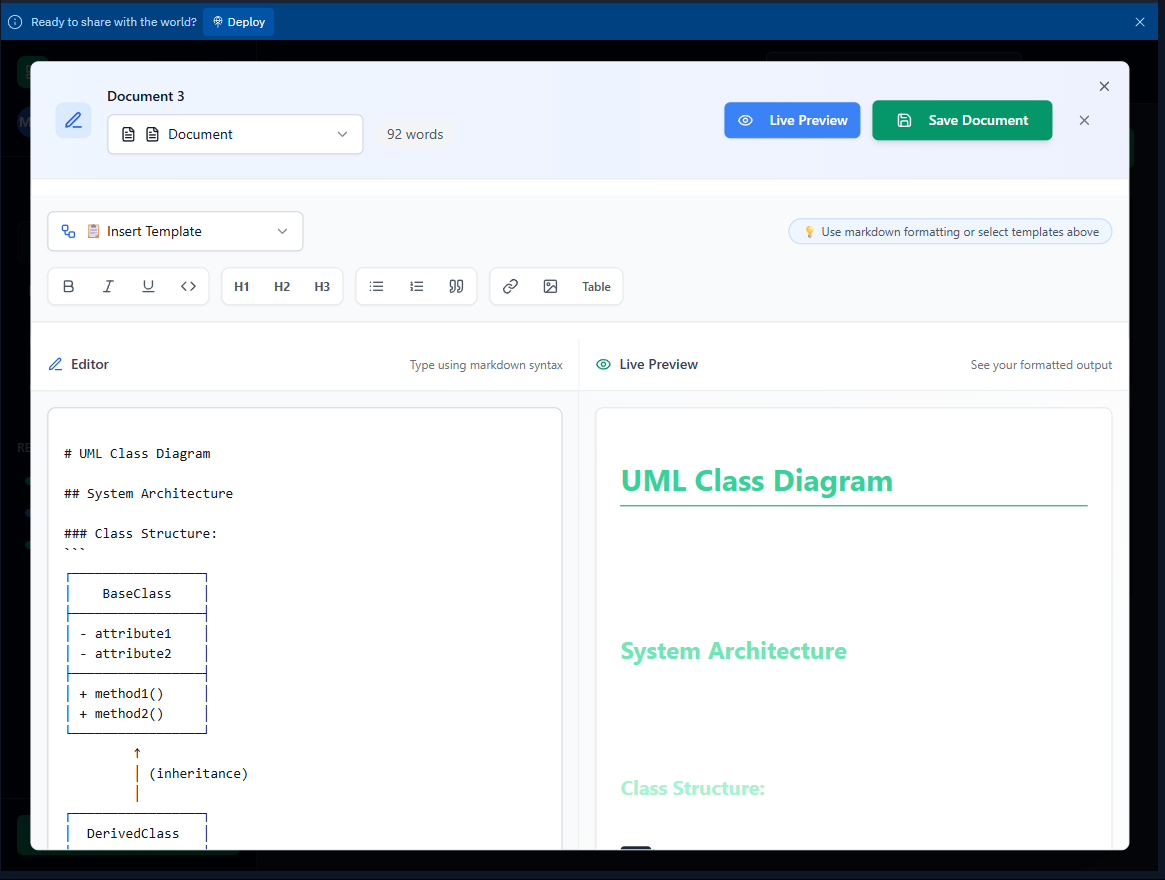 Ready to share with the world? Deploy
Document 3
Document
92 words
Live Preview
Save Document
Insert Template
Use markdown formatting or select templates above
B I U <> H1 H2 H3 Table
Editor
Type using markdown syntax
Live Preview
See your formatted output
# UML Class Diagram
## System Architecture
### Class Structure:
```
BaseClass
- attribute1
- attribute2
+ method1()
+ method2()
↑
(inheritance)
DerivedClass
UML Class Diagram
System Architecture
Class Structure: